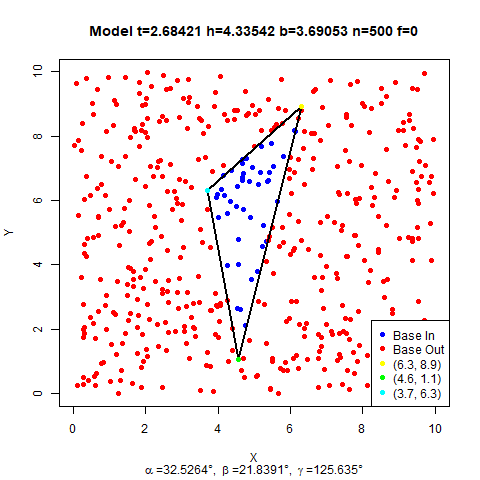 Model t=2.68421 h=4.33542 b=3.69053 n=500 f=0
10
8
6
4
2
0
Y
Base In
Base Out
(6.3, 8.9)
(4.6, 1.1)
(3.7, 6.3)
0 2 4 6 8 10
X
α=32.5264°, β=21.8391°, γ=125.635°